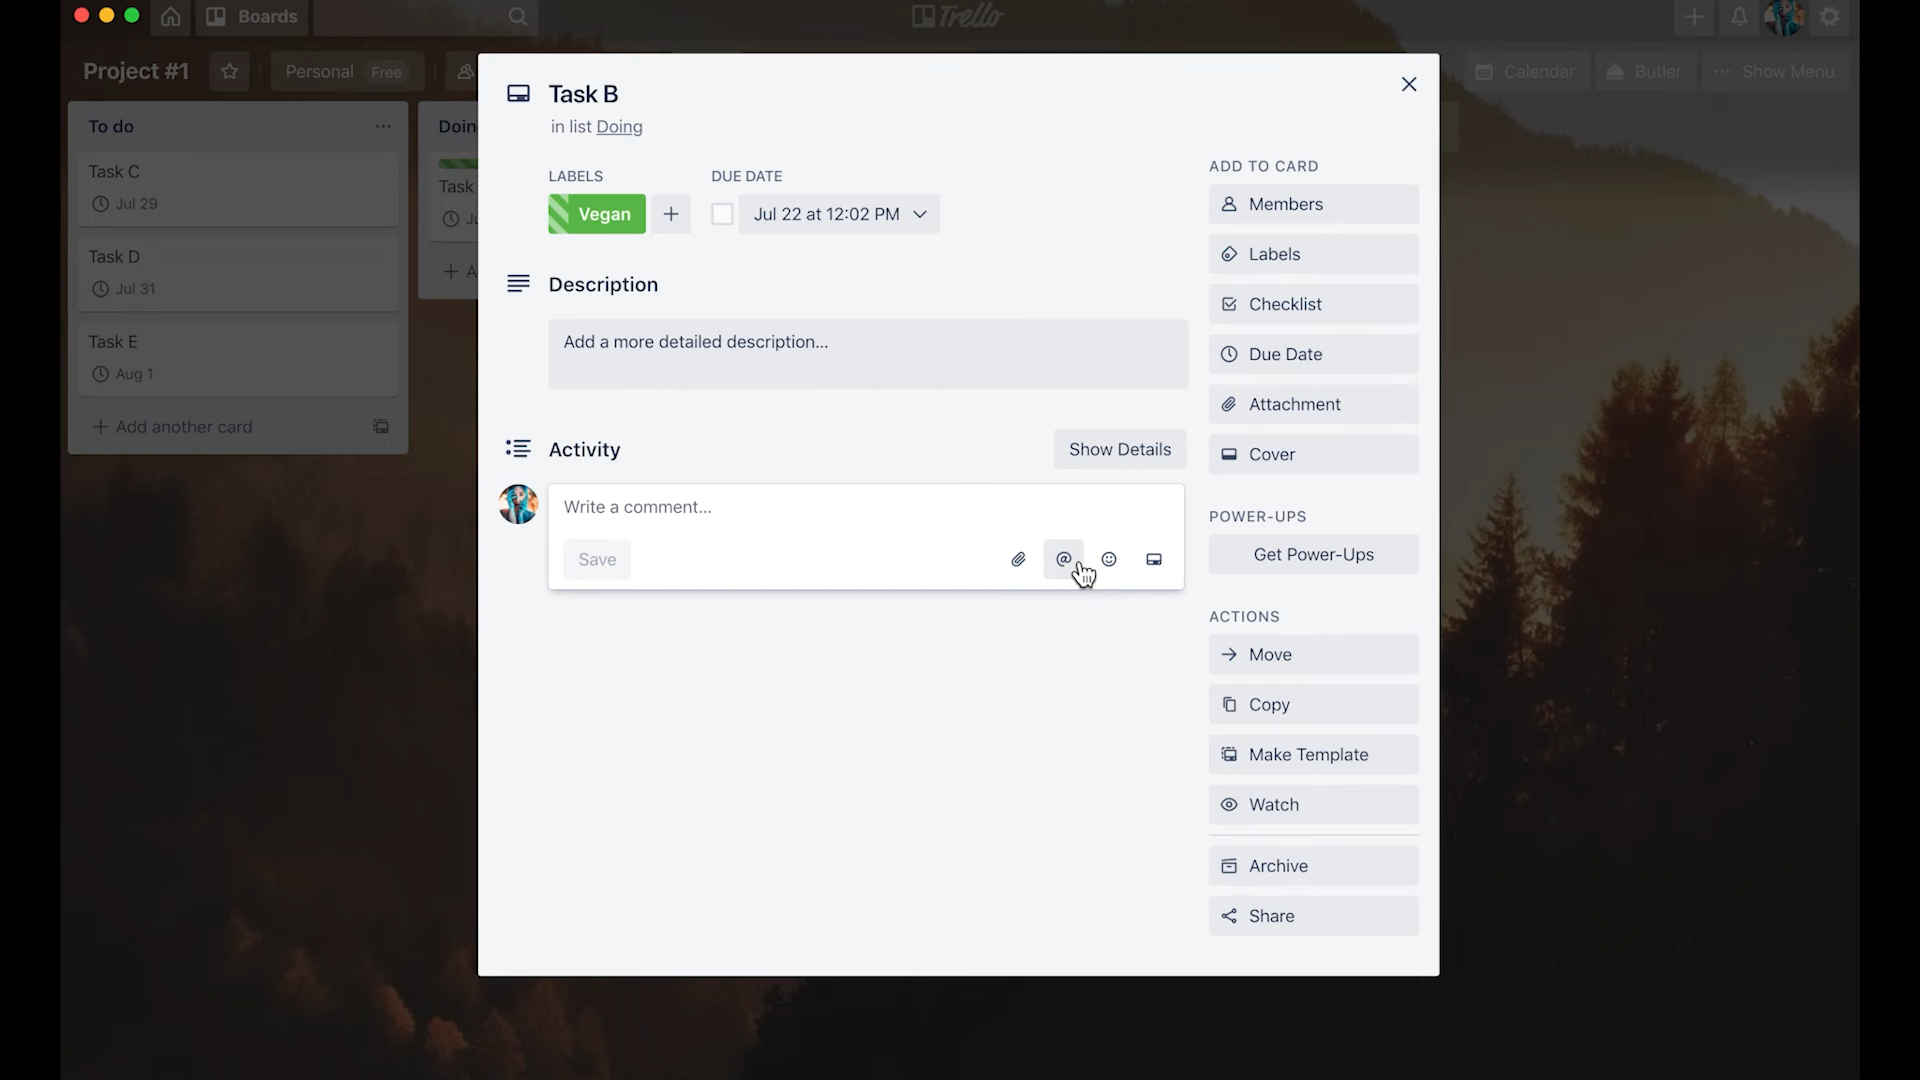 Boards
Trello
Project #1
Personal Free
Calendar
Butler
Show Menu
To do
Task C
Jul 29
Task D
Jul 31
Task E
Aug 1
Add another card
Task
Task B
in list Doing
LABELS
Vegan
DUE DATE
Jul 22 at 12:02 PM
Description
Add a more detailed description...
Activity
Show Details
Write a comment...
Save
@
ADD TO CARD
Members
Labels
Checklist
Due Date
Attachment
Cover
POWER-UPS
Get Power-Ups
ACTIONS
Move
Copy
Make Template
Watch
Archive
Share